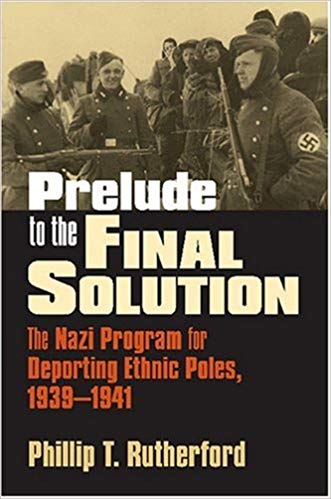 Prelude
to the
FINAL
SOLUTION
The Nazi Program for
Deporting Ethnic Poles,
1939–1941
Phillip T. Rutherford